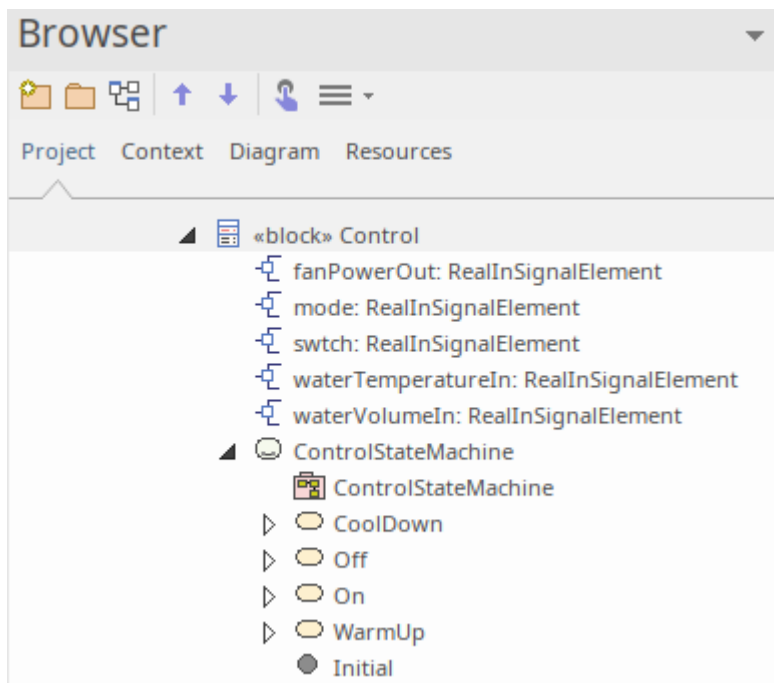 Browser
Project Context Diagram Resources
«block» Control
fanPowerOut: RealInSignalElement
mode: RealInSignalElement
swtch: RealInSignalElement
waterTemperatureIn: RealInSignalElement
waterVolumeIn: RealInSignalElement
ControlStateMachine
ControlStateMachine
CoolDown
Off
On
WarmUp
Initial